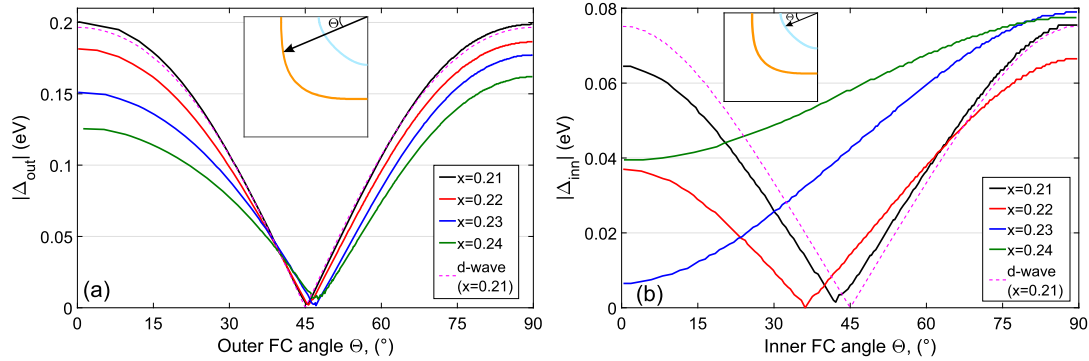 |Δout| (eV)
0.2
0.15
0.1
0.05
0
Θ
x=0.21
x=0.22
x=0.23
x=0.24
d-wave
(x=0.21)
(a)
0 15 30 45 60 75 90
Outer FC angle Θ, (°)
|Δinn| (eV)
0.08
0.06
0.04
0.02
0
Θ
x=0.21
x=0.22
x=0.23
x=0.24
d-wave
(x=0.21)
(b)
0 15 30 45 60 75 90
Inner FC angle Θ, (°)